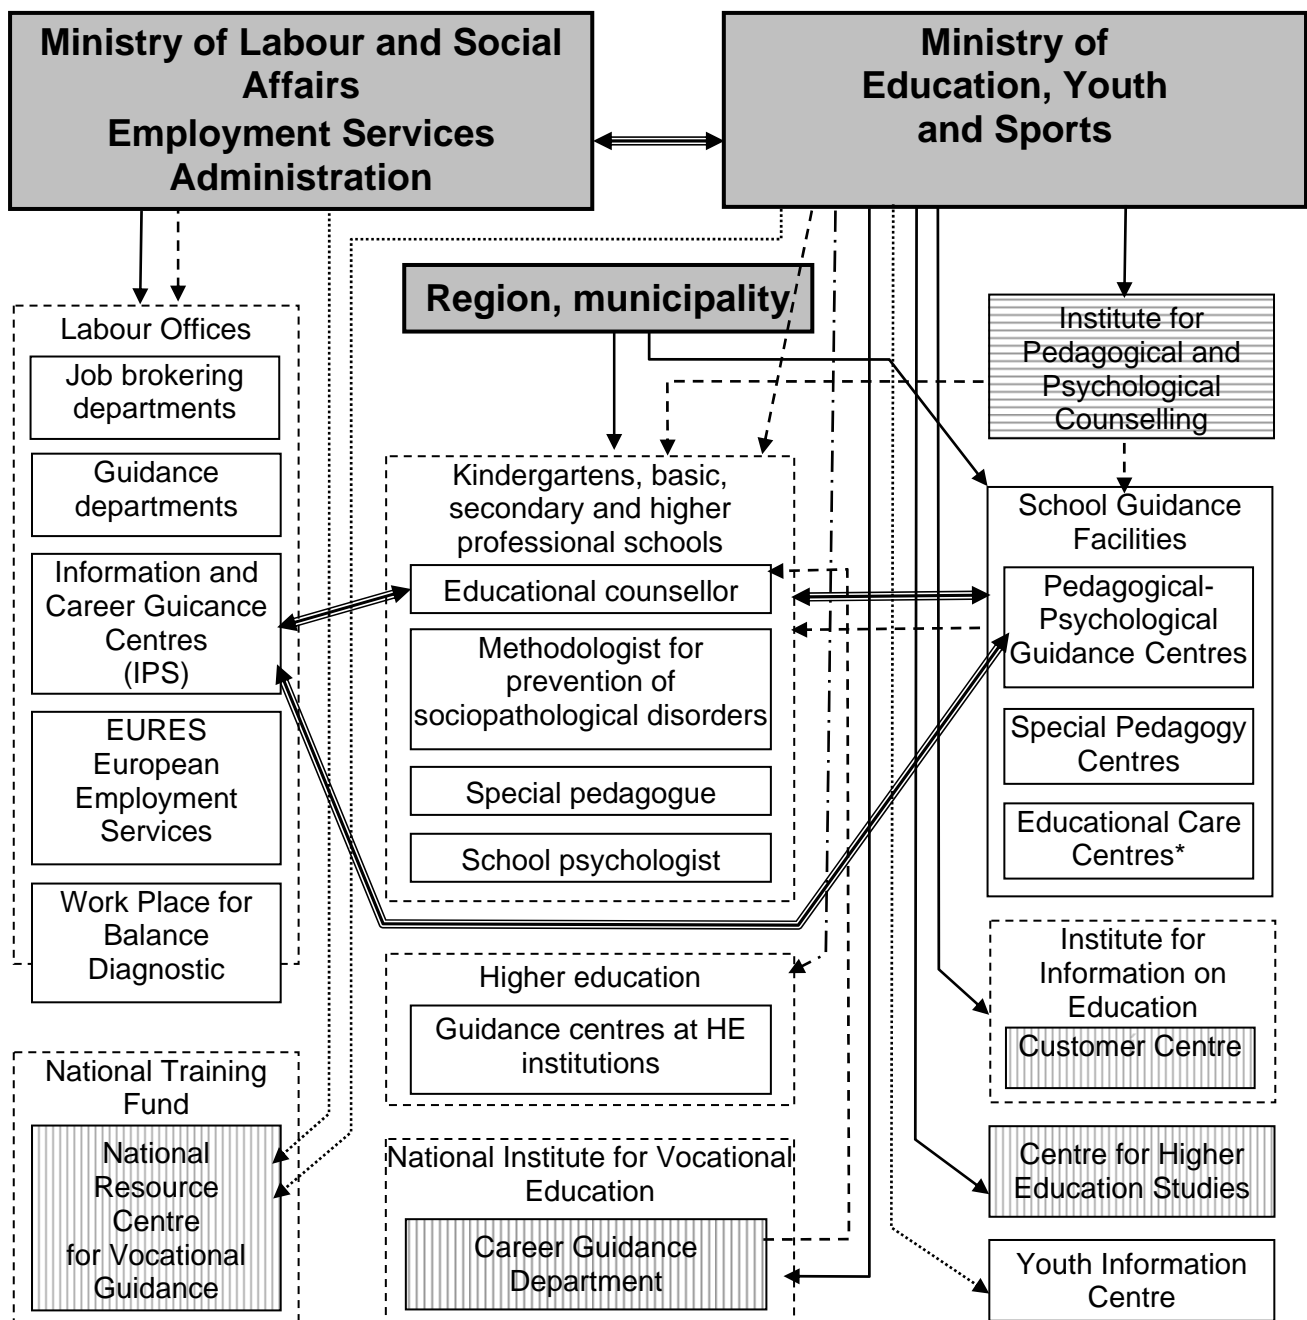 Ministry of Labour and Social
Affairs
Employment Services
Administration
Ministry of
Education, Youth
and Sports
Region, municipality
Labour Offices
Job brokering
departments
Guidance
departments
Information and
Career Guicance
Centres
(IPS)
EURES
European
Employment
Services
Work Place for
Balance
Diagnostic
National Training
Fund
National
Resource
Centre
for Vocational
Guidance
Kindergartens, basic,
secondary and higher
professional schools
Educational counsellor
Methodologist for
prevention of
sociopathological disorders
Special pedagogue
School psychologist
Higher education
Guidance centres at HE
institutions
National Institute for Vocational
Education
Career Guidance
Department
Institute for
Pedagogical and
Psychological
Counselling
School Guidance
Facilities
Pedagogical-
Psychological
Guidance Centres
Special Pedagogy
Centres
Educational Care
Centres*
Institute for
Information on
Education
Customer Centre
Centre for Higher
Education Studies
Youth Information
Centre